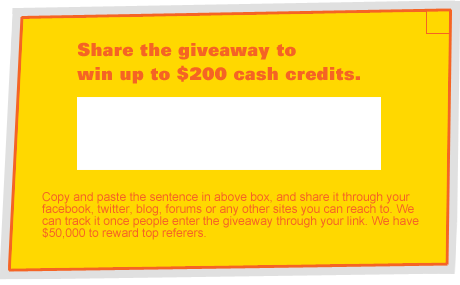 Share the giveaway to
win up to $200 cash credits.
Copy and paste the sentence in above box, and share it through your
facebook, twitter, blog, forums or any other sites you can reach to. We
can track it once people enter the giveaway through your link. We have
$50,000 to reward top referers.